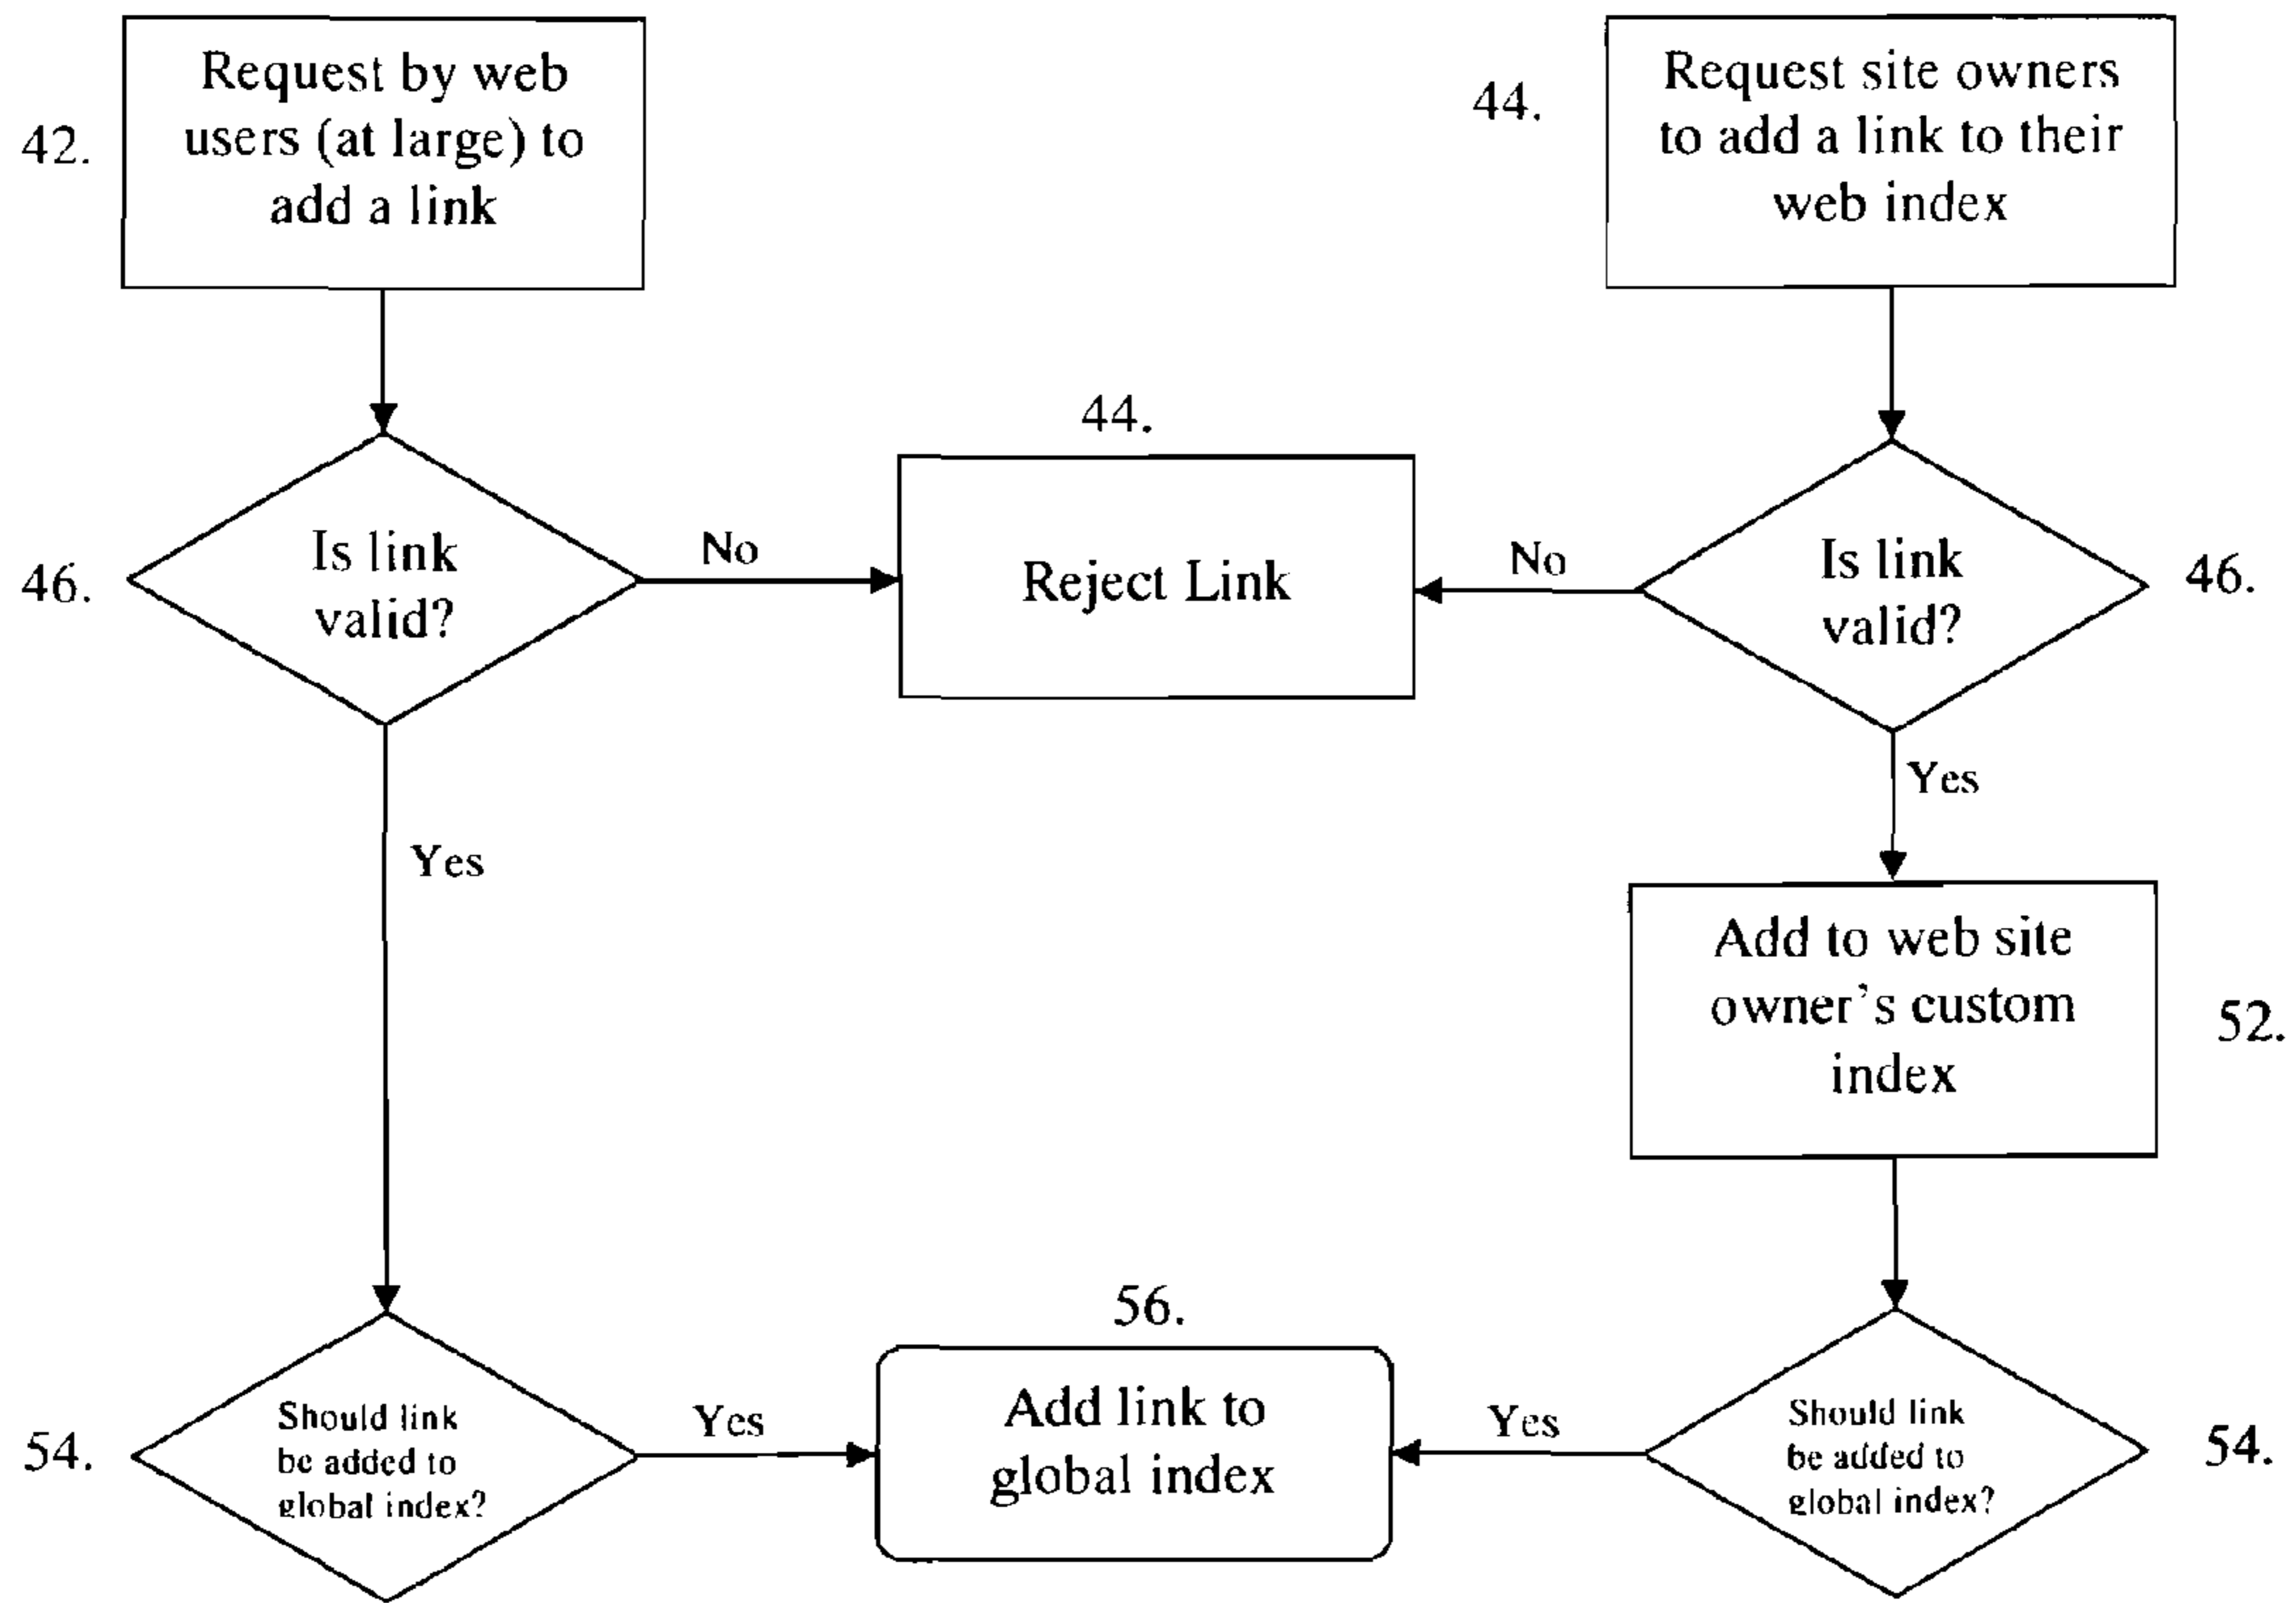 42.
Request by web
users (at large) to
add a link
44.
Request site owners
to add a link to their
web index
46.
Is link
valid?
No
44.
Reject Link
No
Is link
valid?
46.
Yes
Yes
Add to web site
owner's custom
index
52.
54.
Should link
be added to
global index?
Yes
56.
Add link to
global index
Yes
Should link
be added to
global index?
54.